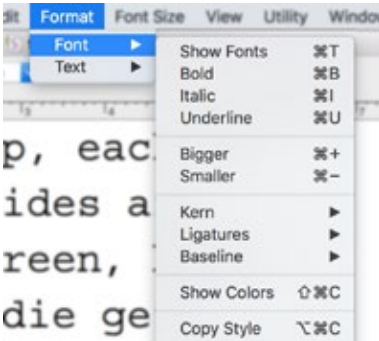 dit Format Font Size View Utility Window
Font ▶
Text ▶
Show Fonts ⌘T
Bold ⌘B
Italic ⌘I
Underline ⌘U
Bigger ⌘+
Smaller ⌘−
Kern ▶
Ligatures ▶
Baseline ▶
Show Colors ⇧⌘C
Copy Style ⌥⌘C
p, eac
ides a
reen,
die ge